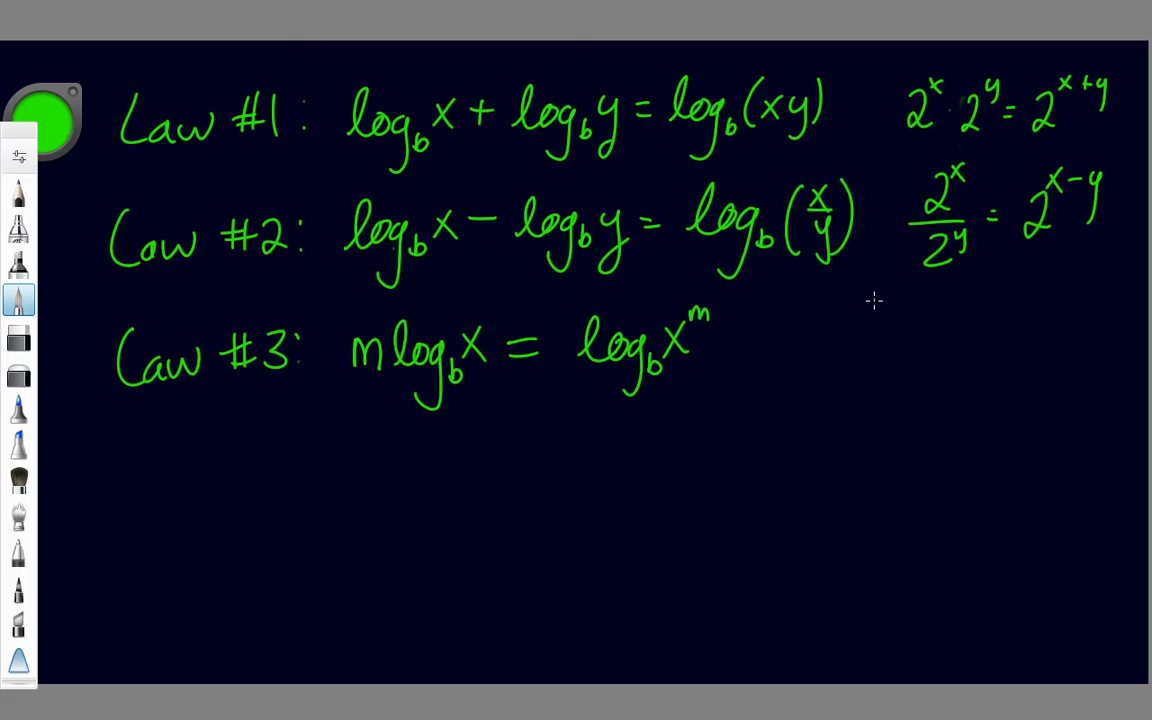 Law #1: log_b x + log_b y = log_b (xy) 2^x · 2^y = 2^{x+y}
Law #2: log_b x − log_b y = log_b (x/y) 2^x/2^y = 2^{x−y}
Law #3: m log_b x = log_b x^m